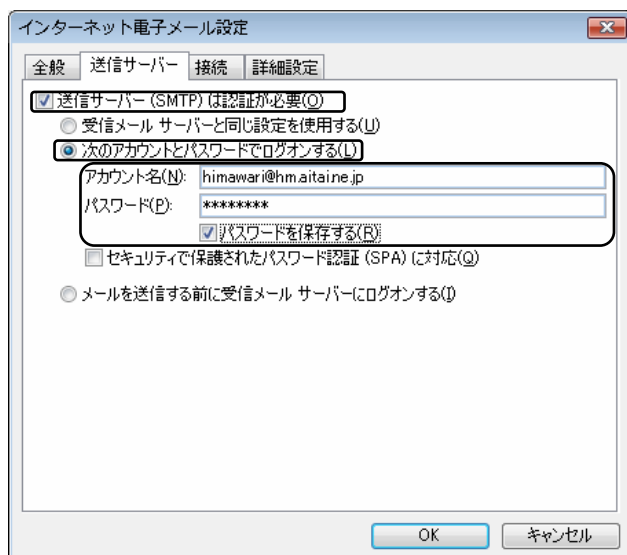 インターネット電子メール設定
全般 送信サーバー 接続 詳細設定
送信サーバー (SMTP) は認証が必要(O)
受信メール サーバーと同じ設定を使用する(U)
次のアカウントとパスワードでログオンする(L)
アカウント名(N): himawari@hm.aitai.ne.jp
パスワード(P): ********
パスワードを保存する(R)
セキュリティで保護されたパスワード認証 (SPA) に対応(Q)
メールを送信する前に受信メール サーバーにログオンする(I)
OK キャンセル